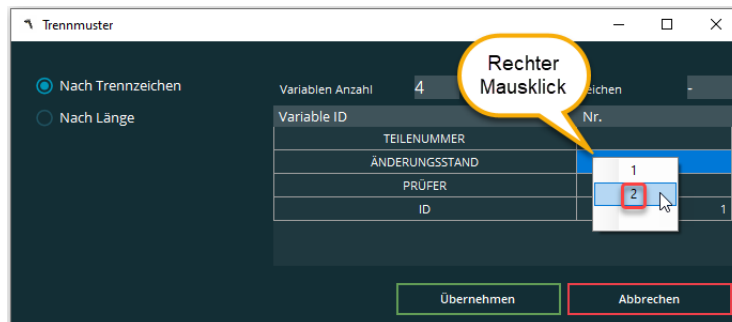 Trennmuster
Rechter
Mausklick
Nach Trennzeichen
Variablen Anzahl 4 eichen -
Nach Länge
Variable ID Nr.
TEILENUMMER
ÄNDERUNGSSTAND
1
PRÜFER
2
ID 1
Übernehmen Abbrechen